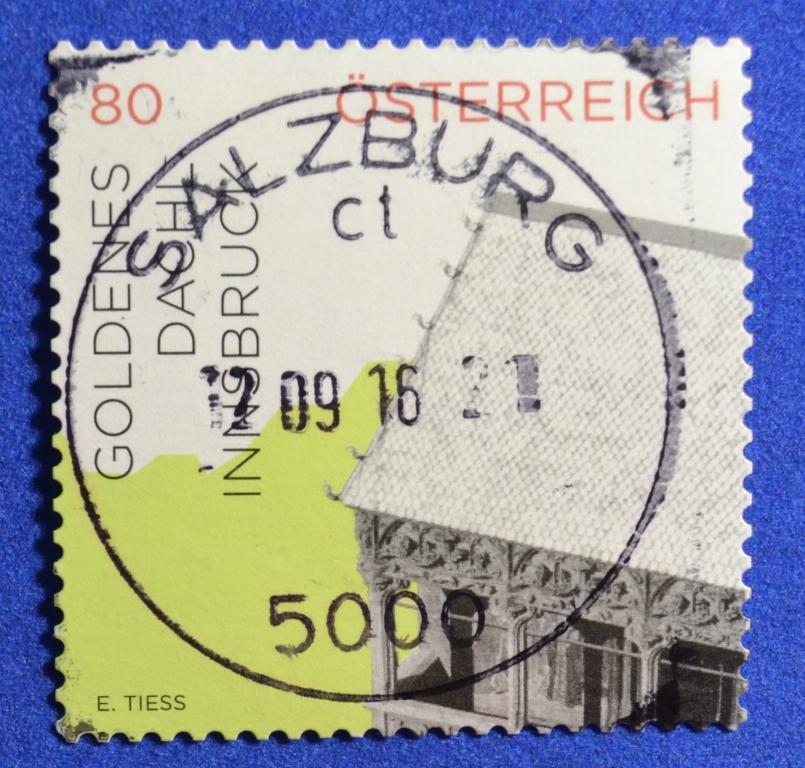 80
ÖSTERREICH
GOLDENES
DACHL
INNSBRUCK
SALZBURG
ct
09 16
5000
E. TIESS